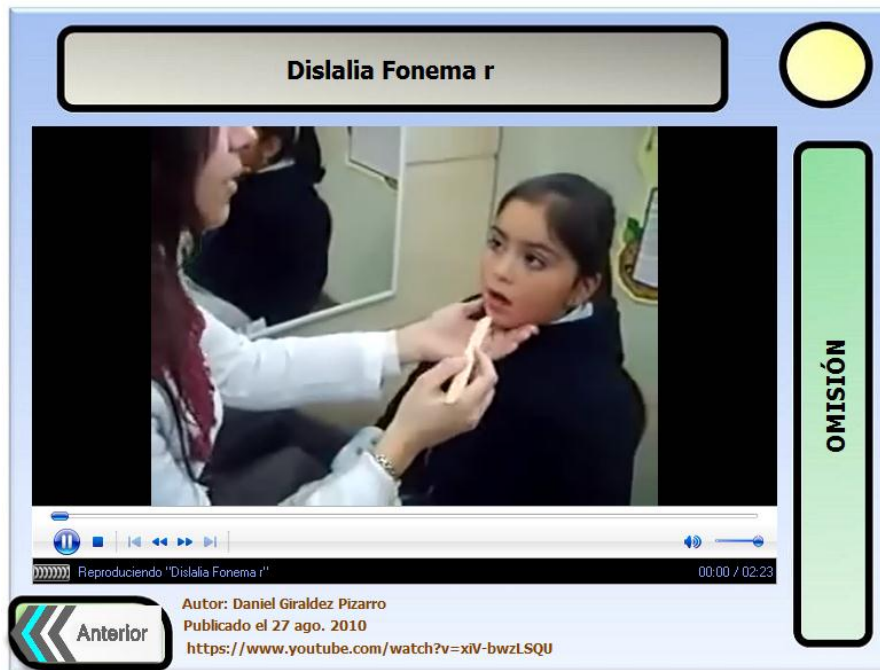 Dislalia Fonema r
OMISIÓN
Reproduciendo "Dislalia Fonema r"
00:00 / 02:23
Anterior
Autor: Daniel Giraldez Pizarro
Publicado el 27 ago. 2010
https://www.youtube.com/watch?v=xiV-bwzLSQU